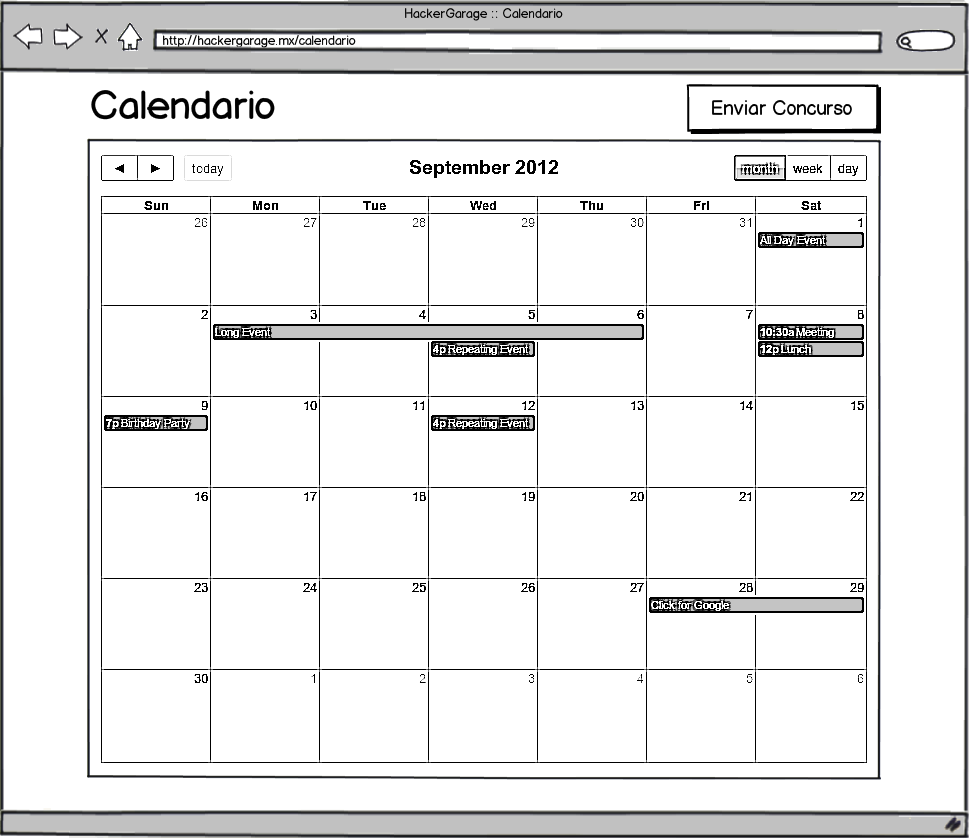 HackerGarage :: Calendario
http://hackergarage.mx/calendario
Calendario
Enviar Concurso
today
September 2012
month week day
Sun Mon Tue Wed Thu Fri Sat
26 27 28 29 30 31 1
All Day Event
2 3 4 5 6 7 8
Long Event
10:30a Meeting
4p Repeating Event
12p Lunch
9 10 11 12 13 14 15
7p Birthday Party
4p Repeating Event
16 17 18 19 20 21 22
23 24 25 26 27 28 29
Click for Google
30 1 2 3 4 5 6